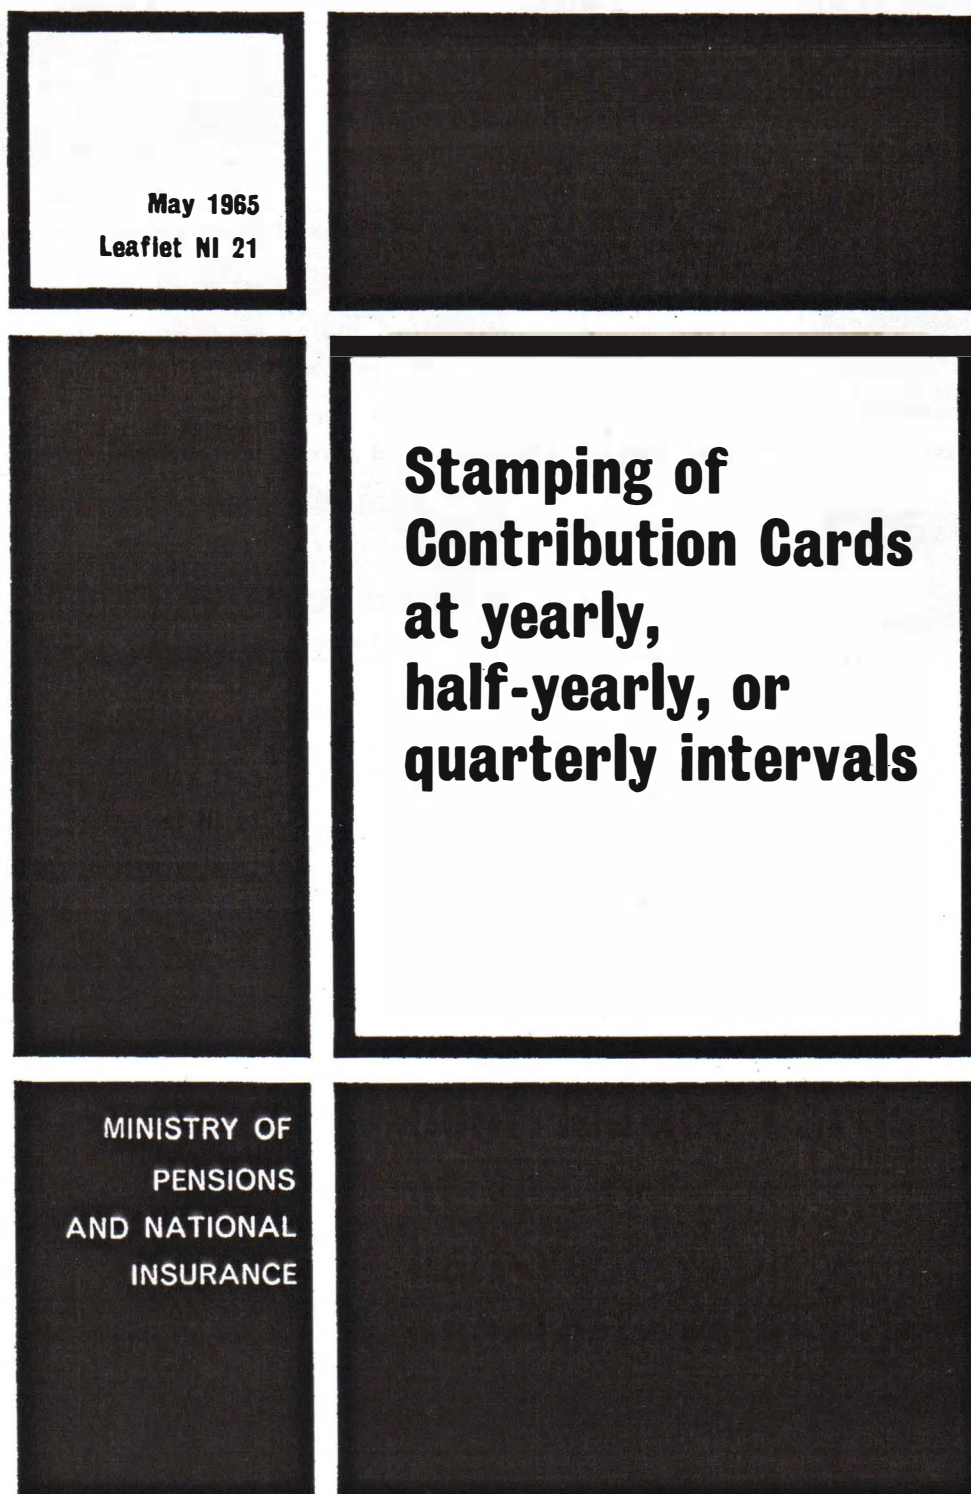 May 1965
Leaflet NI 21
Stamping of
Contribution Cards
at yearly,
half-yearly, or
quarterly intervals
MINISTRY OF
PENSIONS
AND NATIONAL
INSURANCE